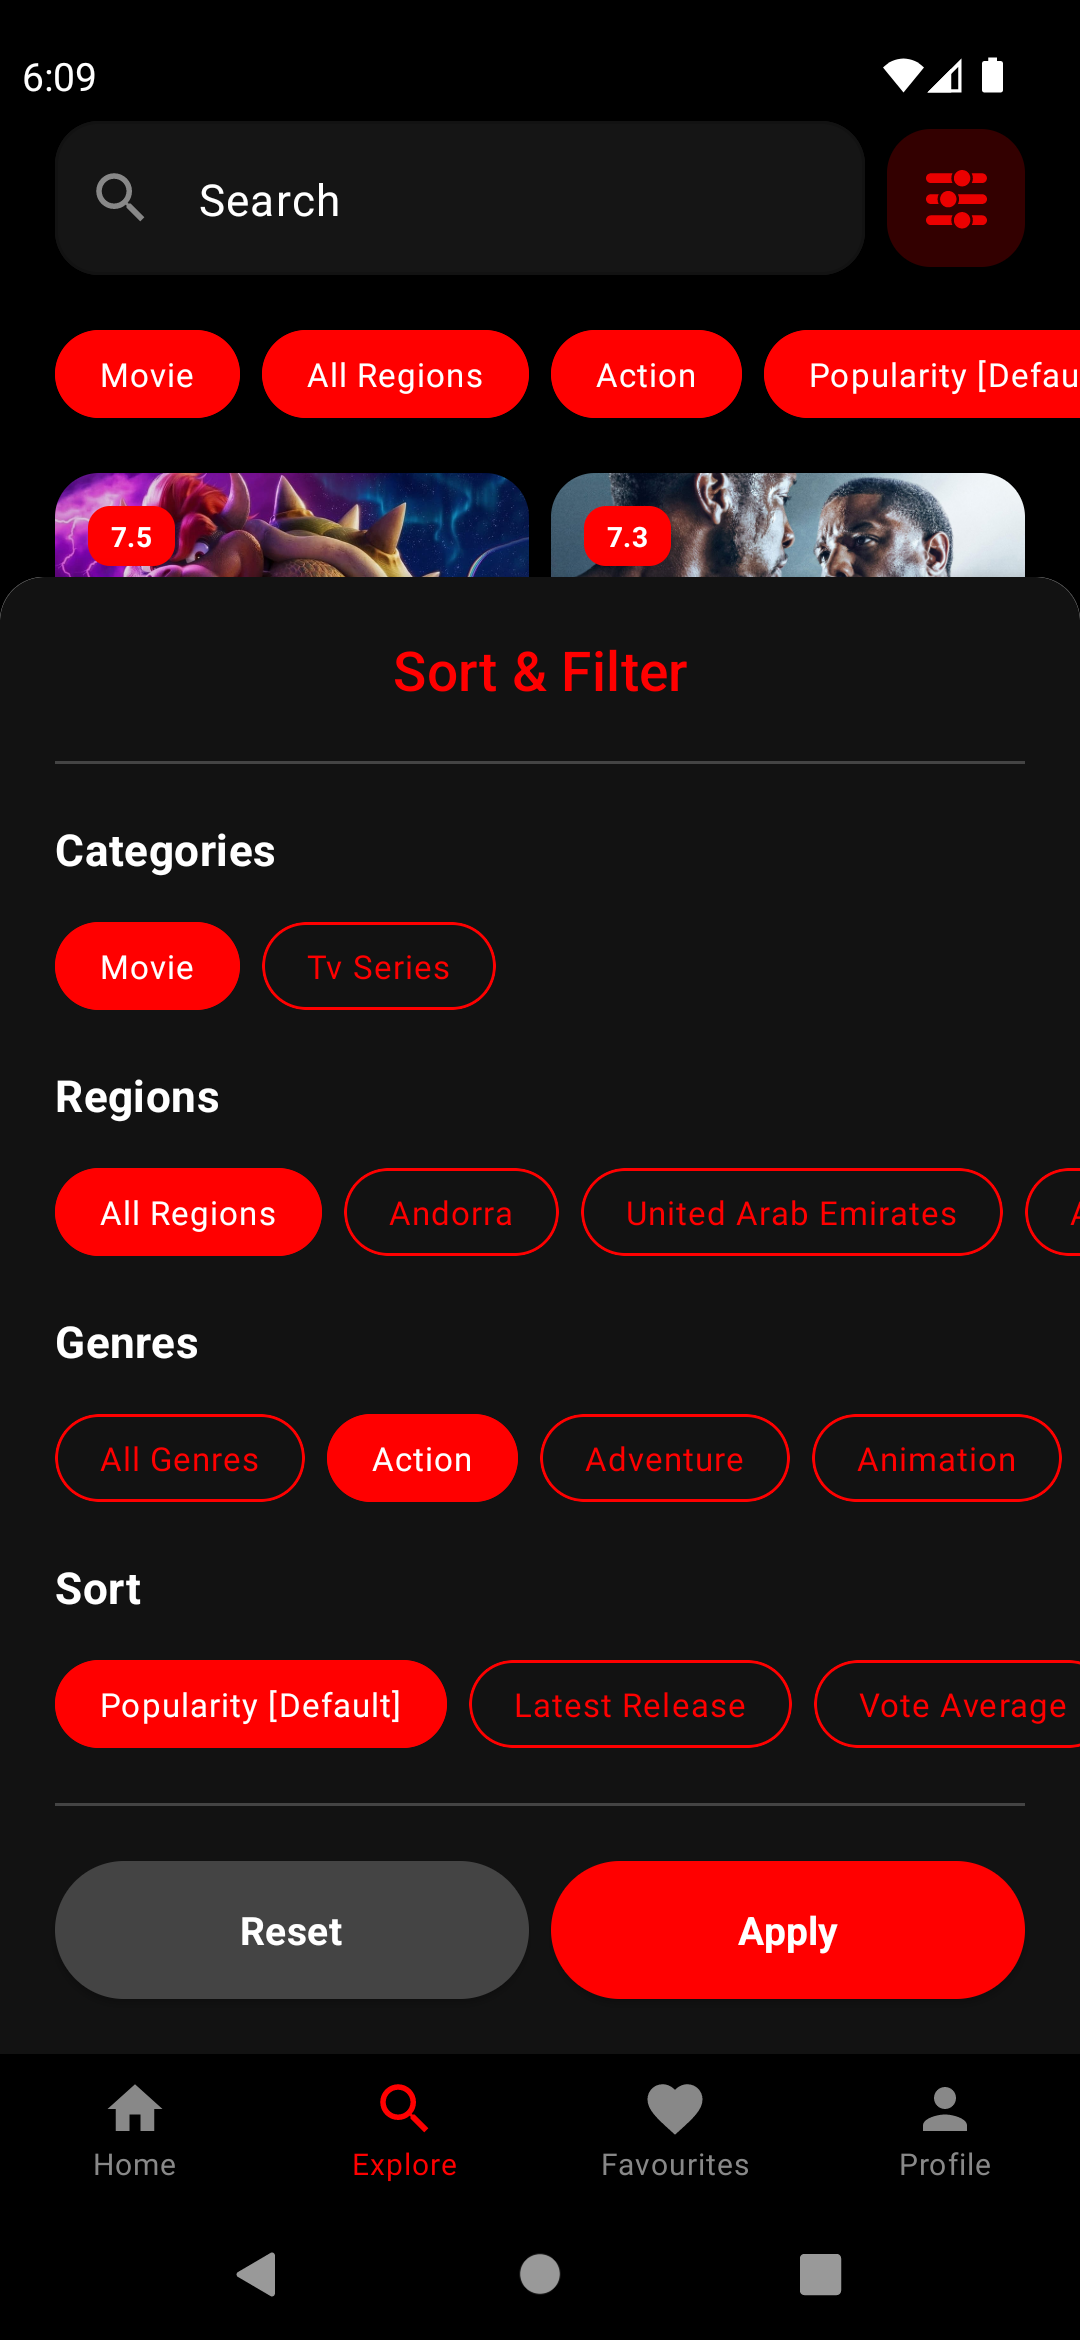 6:09
Search
Movie
All Regions
Action
Popularity [Defau
7.5
7.3
Sort & Filter
Categories
Movie
Tv Series
Regions
All Regions
Andorra
United Arab Emirates
Genres
All Genres
Action
Adventure
Animation
Sort
Popularity [Default]
Latest Release
Vote Average
Reset
Apply
Home
Explore
Favourites
Profile